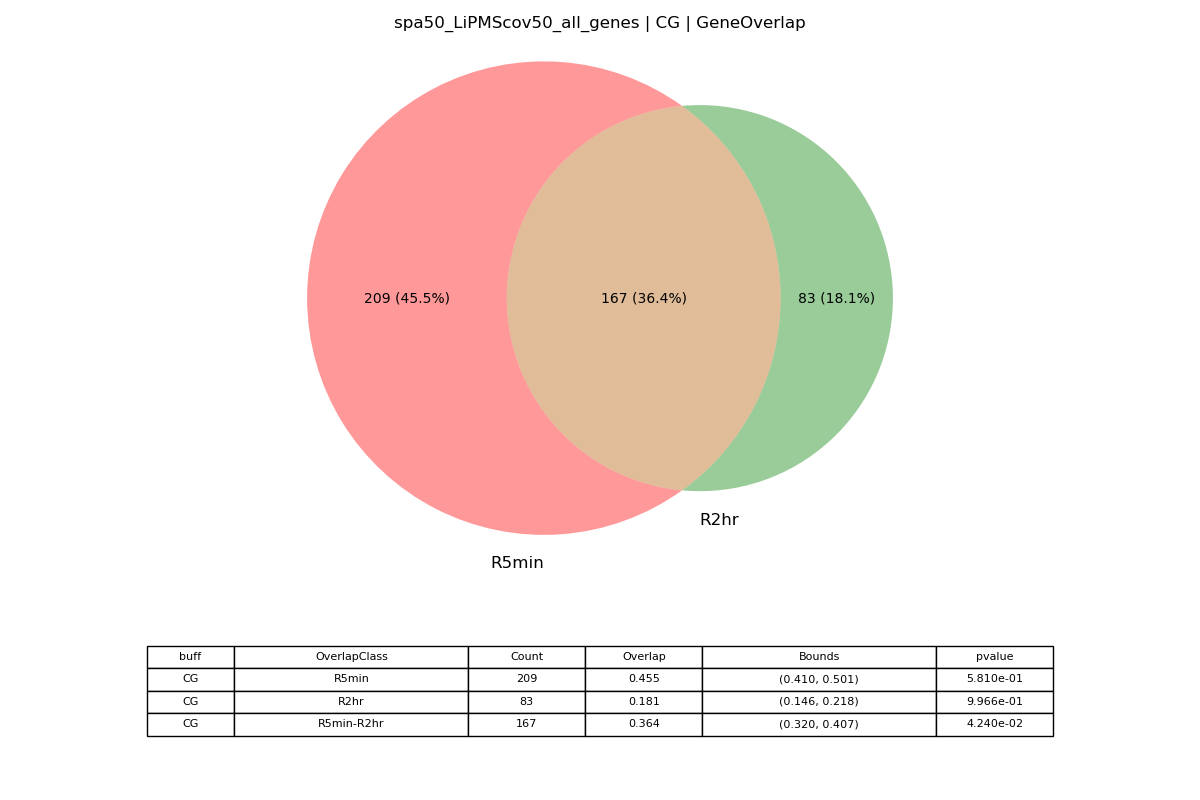 spa50_LiPMScov50_all_genes | CG | GeneOverlap
209 (45.5%) 167 (36.4%) 83 (18.1%)
R2hr
R5min
buff OverlapClass Count Overlap Bounds pvalue
CG R5min 209 0.455 (0.410, 0.501) 5.810e-01
CG R2hr 83 0.181 (0.146, 0.218) 9.966e-01
CG R5min-R2hr 167 0.364 (0.320, 0.407) 4.240e-02